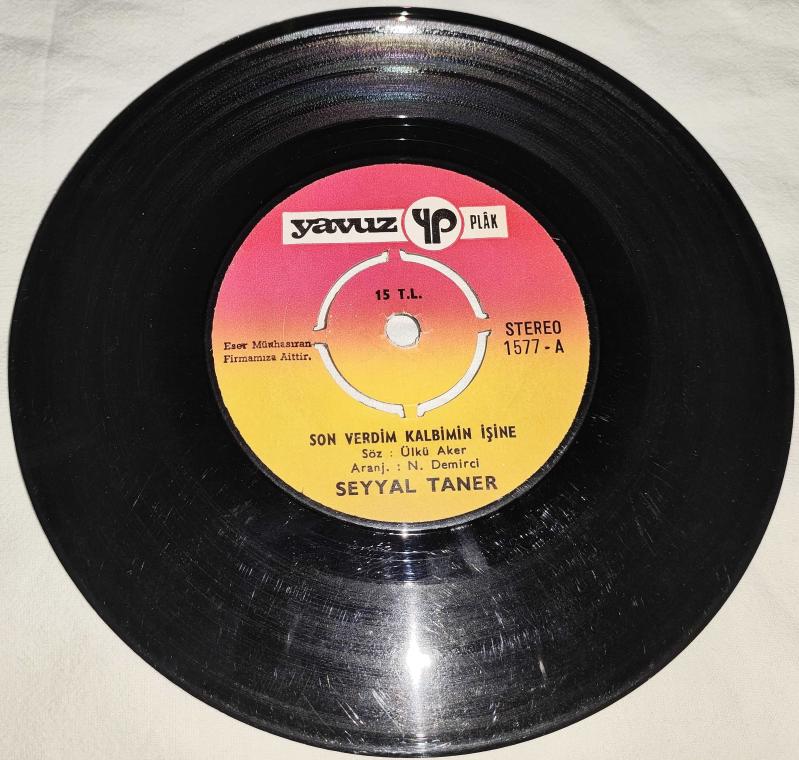 yavuz YP PLÂK
15 T.L.
STEREO
1577-A
Eser Münhasıran
Firmamıza Aittir.
SON VERDİM KALBİMİN İŞİNE
Söz : Ülkü Aker
Aranj. : N. Demirci
SEYYAL TANER